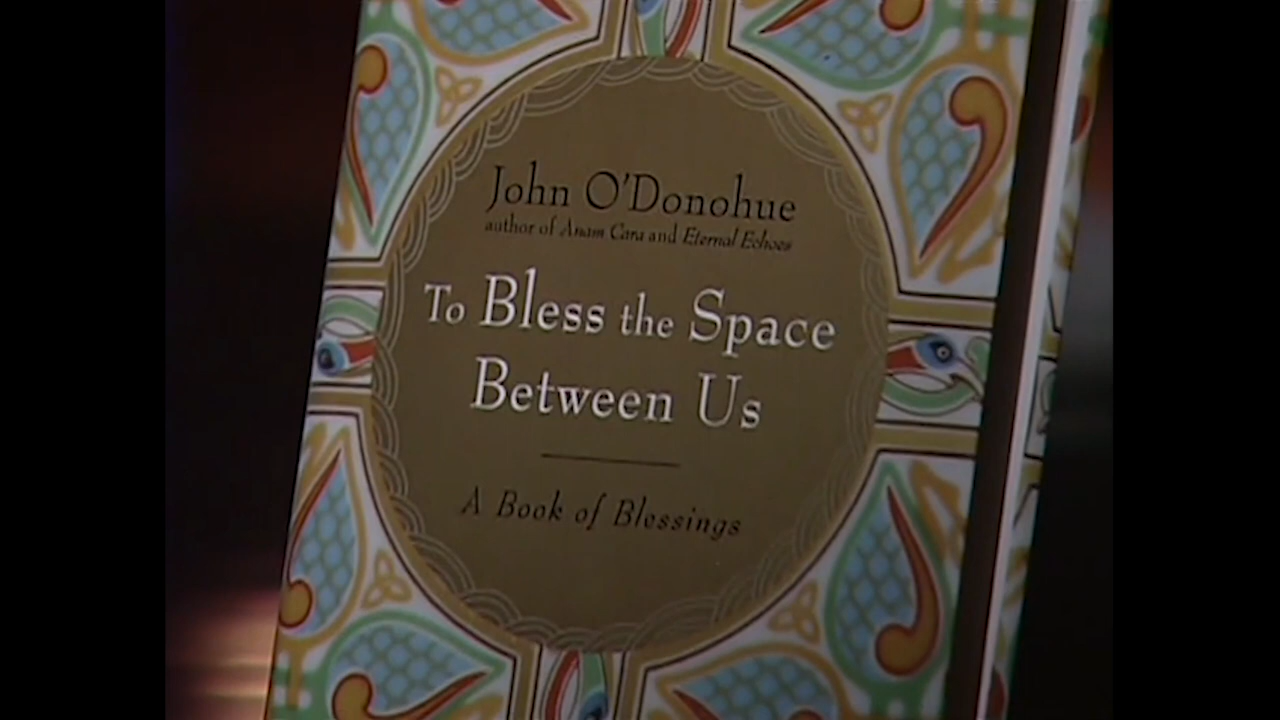 John O'Donohue
author of Anam Cara and Eternal Echoes
To Bless the Space
Between Us
A Book of Blessings